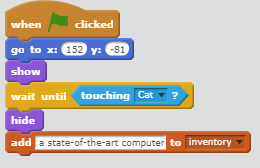 when clicked
go to x: 152 y: -81
show
wait until touching Cat ?
hide
add a state-of-the-art computer to inventory